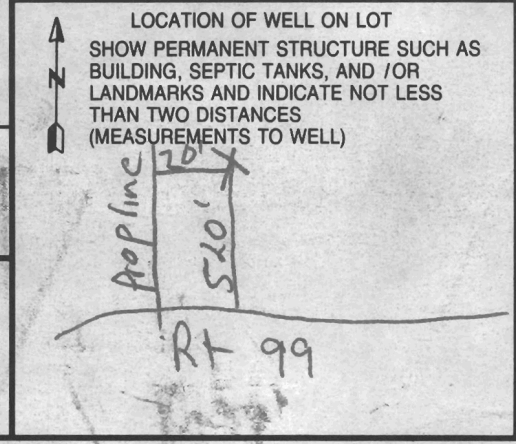 LOCATION OF WELL ON LOT
SHOW PERMANENT STRUCTURE SUCH AS
BUILDING, SEPTIC TANKS, AND /OR
LANDMARKS AND INDICATE NOT LESS
THAN TWO DISTANCES
(MEASUREMENTS TO WELL)
N
20'
X
prop line
520'
Rt 99